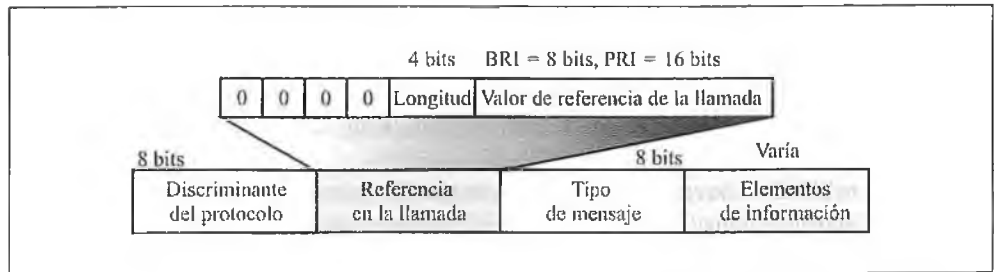 4 bits BRI = 8 bits, PRI = 16 bits
0 0 0 0 Longitud Valor de referencia de la llamada
8 bits 8 bits Varía
Discriminante del protocolo Referencia en la llamada Tipo de mensaje Elementos de información